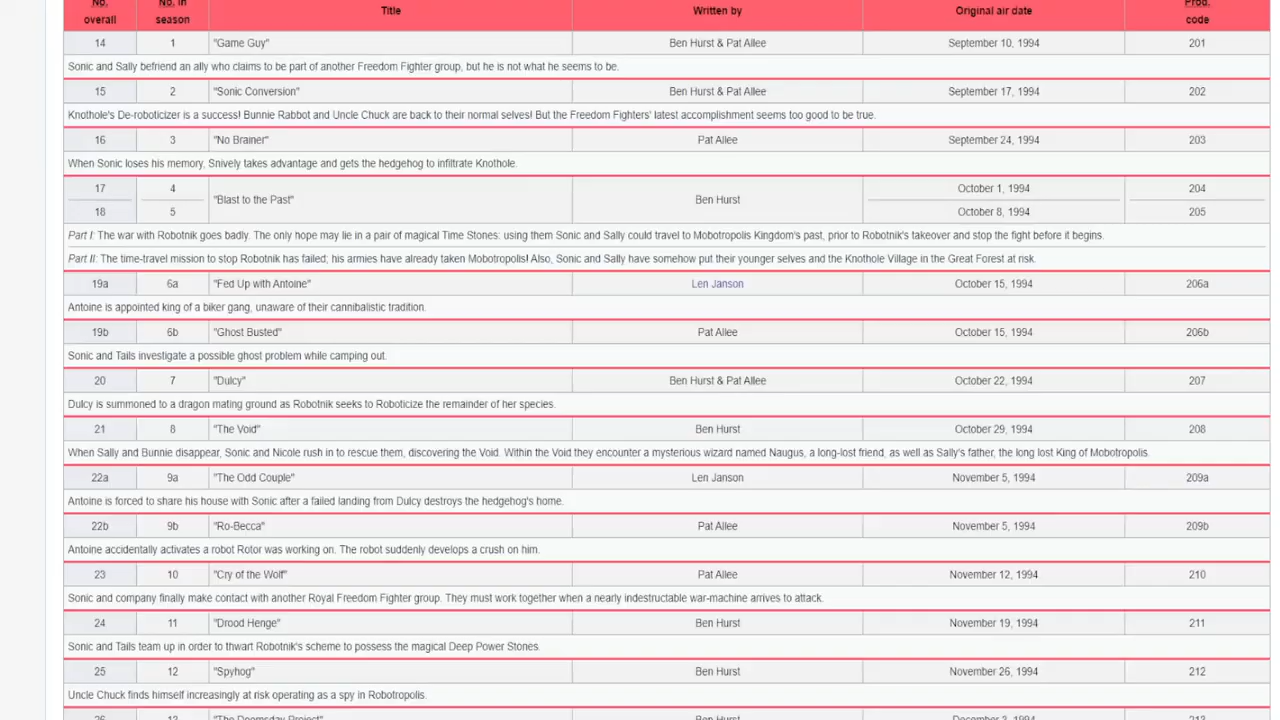 No. No. in Title Written by Original air date Prod.
overall season code
14 1 "Game Guy" Ben Hurst & Pat Allee September 10, 1994 201
Sonic and Sally befriend an ally who claims to be part of another Freedom Fighter group, but he is not what he seems to be.
15 2 "Sonic Conversion" Ben Hurst & Pat Allee September 17, 1994 202
Knothole's De-roboticizer is a success! Bunnie Rabbot and Uncle Chuck are back to their normal selves! But the Freedom Fighters' latest accomplishment seems too good to be true.
16 3 "No Brainer" Pat Allee September 24, 1994 203
When Sonic loses his memory, Snively takes advantage and gets the hedgehog to infiltrate Knothole.
17 4 "Blast to the Past" Ben Hurst October 1, 1994 204
18 5 October 8, 1994 205
Part I: The war with Robotnik goes badly. The only hope may lie in a pair of magical Time Stones: using them Sonic and Sally could travel to Mobotropolis Kingdom's past, prior to Robotnik's takeover and stop the fight before it begins.
Part II: The time-travel mission to stop Robotnik has failed; his armies have already taken Mobotropolis! Also, Sonic and Sally have somehow put their younger selves and the Knothole Village in the Great Forest at risk.
19a 6a "Fed Up with Antoine" Len Janson October 15, 1994 206a
Antoine is appointed king of a biker gang, unaware of their cannibalistic tradition.
19b 6b "Ghost Busted" Pat Allee October 15, 1994 206b
Sonic and Tails investigate a possible ghost problem while camping out.
20 7 "Dulcy" Ben Hurst & Pat Allee October 22, 1994 207
Dulcy is summoned to a dragon mating ground as Robotnik seeks to Roboticize the remainder of her species.
21 8 "The Void" Ben Hurst October 29, 1994 208
When Sally and Bunnie disappear, Sonic and Nicole rush in to rescue them, discovering the Void. Within the Void they encounter a mysterious wizard named Naugus, a long-lost friend, as well as Sally's father, the long lost King of Mobotropolis.
22a 9a "The Odd Couple" Len Janson November 5, 1994 209a
Antoine is forced to share his house with Sonic after a failed landing from Dulcy destroys the hedgehog's home.
22b 9b "Ro-Becca" Pat Allee November 5, 1994 209b
Antoine accidentally activates a robot Rotor was working on. The robot suddenly develops a crush on him.
23 10 "Cry of the Wolf" Pat Allee November 12, 1994 210
Sonic and company finally make contact with another Royal Freedom Fighter group. They must work together when a nearly indestructable war-machine arrives to attack.
24 11 "Drood Henge" Ben Hurst November 19, 1994 211
Sonic and Tails team up in order to thwart Robotnik's scheme to possess the magical Deep Power Stones.
25 12 "Spyhog" Ben Hurst November 26, 1994 212
Uncle Chuck finds himself increasingly at risk operating as a spy in Robotropolis.
26 13 "The Doomsday Project" Ben Hurst December 3, 1994 213